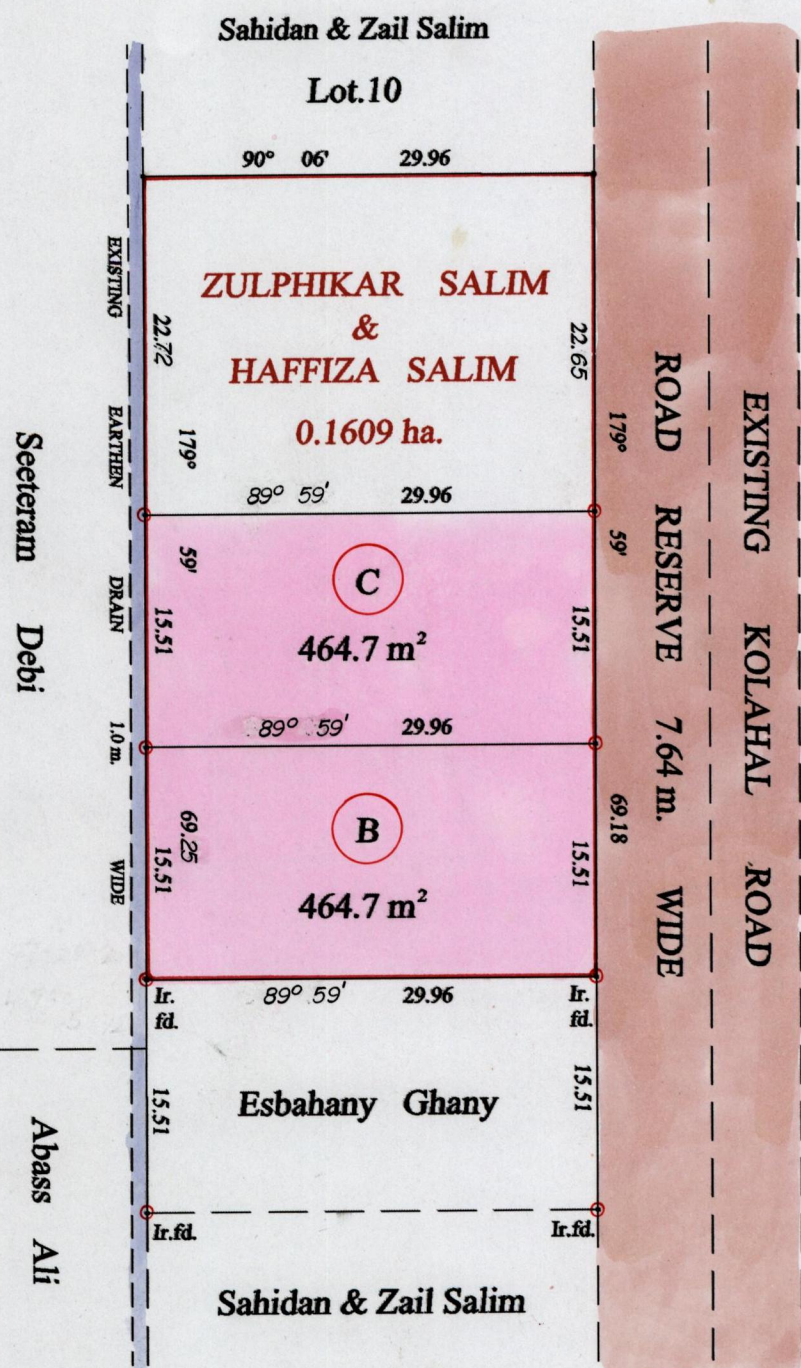 Sahidan & Zail Salim
Lot.10
90° 06' 29.96
ZULPHIKAR SALIM
&
HAFFIZA SALIM
0.1609 ha.
22.72
22.65
179° 59'
179° 59'
89° 59' 29.96
C
464.7 m²
15.51
15.51
89° 59' 29.96
B
464.7 m²
15.51
15.51
69.25
69.18
89° 59' 29.96
Ir.
fd.
Ir.
fd.
Esbahany Ghany
15.51
15.51
Ir.fd.
Ir.fd.
Sahidan & Zail Salim
EXISTING EARTHEN DRAIN 1.0 m. WIDE
Seeteram Debi
Abass Ali
ROAD RESERVE 7.64 m. WIDE
EXISTING KOLAHAL ROAD